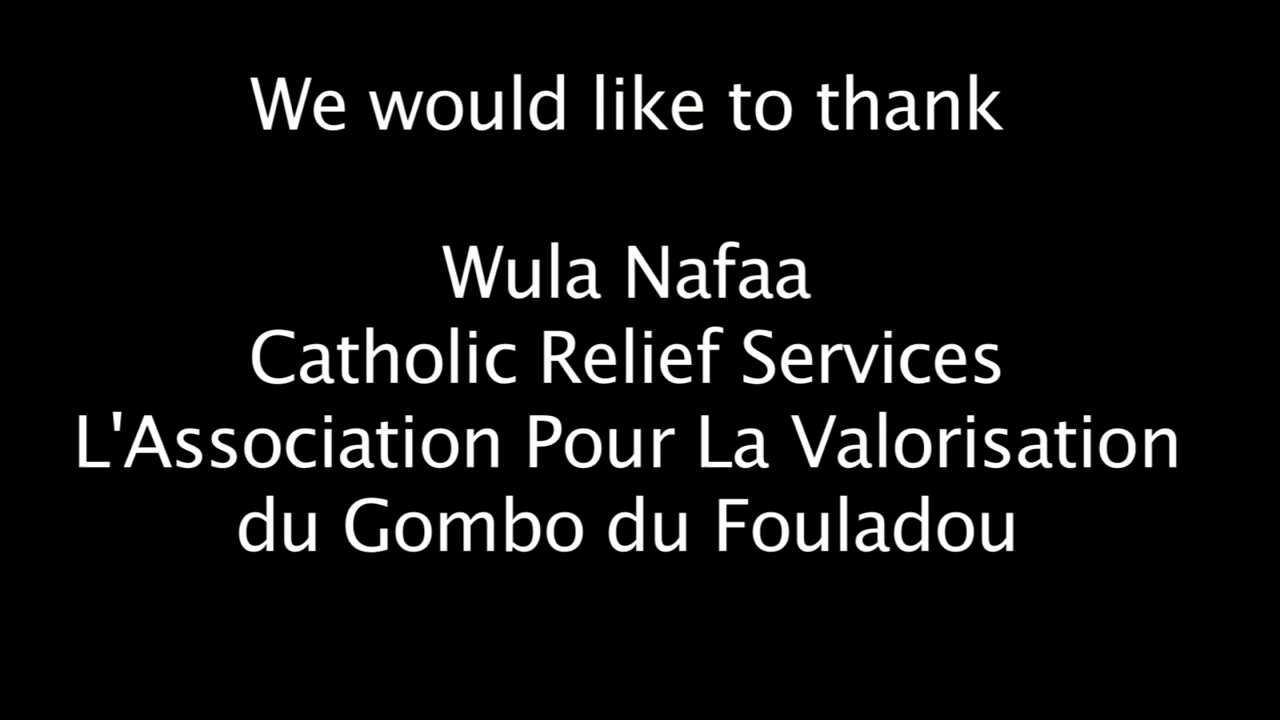 We would like to thank
Wula Nafaa
Catholic Relief Services
L'Association Pour La Valorisation
du Gombo du Fouladou